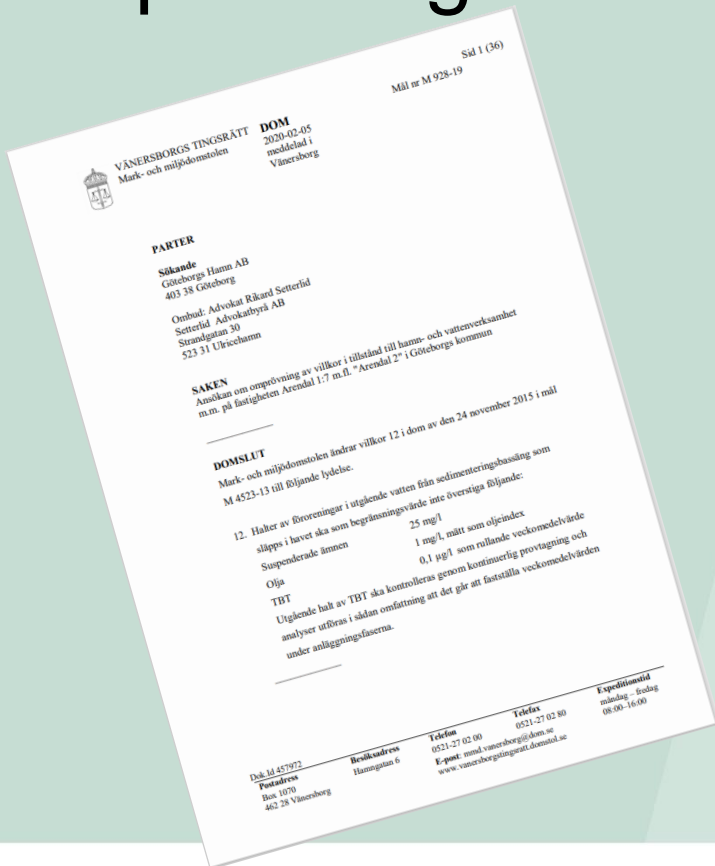 Sid 1 (36)
Mål nr M 928-19
VÄNERSBORGS TINGSRÄTT
Mark- och miljödomstolen
DOM
2020-02-05
meddelad i
Vänersborg
PARTER
Sökande
Göteborgs Hamn AB
403 38 Göteborg
Ombud: Advokat Rikard Setterlid
Setterlid Advokatbyrå AB
Strandgatan 30
523 31 Ulricehamn
SAKEN
Ansökan om omprövning av villkor i tillstånd till hamn- och vattenverksamhet
m.m. på fastigheten Arendal 1:7 m.fl. "Arendal 2" i Göteborgs kommun
DOMSLUT
Mark- och miljödomstolen ändrar villkor 12 i dom av den 24 november 2015 i mål
M 4523-13 till följande lydelse.
12. Halter av föroreningar i utgående vatten från sedimenteringsbassäng som
släpps i havet ska som begränsningsvärde inte överstiga följande:
Suspenderade ämnen 25 mg/l
Olja 1 mg/l, mätt som oljeindex
TBT 0,1 µg/l som rullande veckomedelvärde
Utgående halt av TBT ska kontrolleras genom kontinuerlig provtagning och
analyser utföras i sådan omfattning att det går att fastställa veckomedelvärden
under anläggningsfaserna.
Dok.Id 457972
Postadress
Box 1070
462 28 Vänersborg
Besöksadress
Hamngatan 6
Telefon
0521-27 02 00
Telefax
0521-27 02 80
E-post: mmd.vanersborg@dom.se
www.vanersborgstingsratt.domstol.se
Expeditionstid
måndag – fredag
08:00–16:00